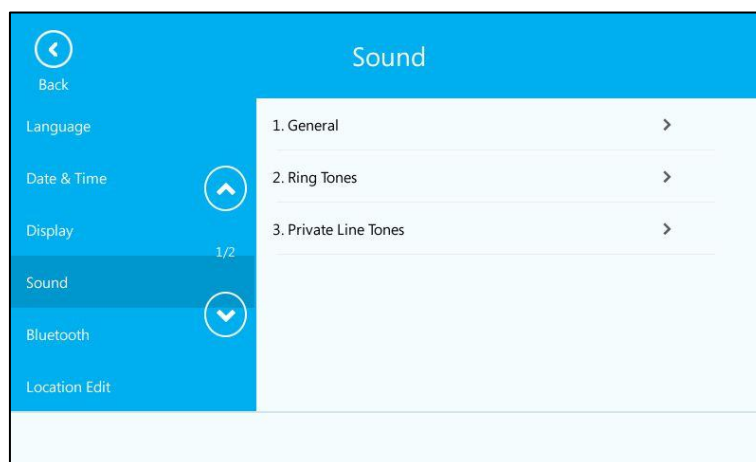 Sound
Back
Language
Date & Time
Display
1/2
Sound
Bluetooth
Location Edit
1. General
2. Ring Tones
3. Private Line Tones